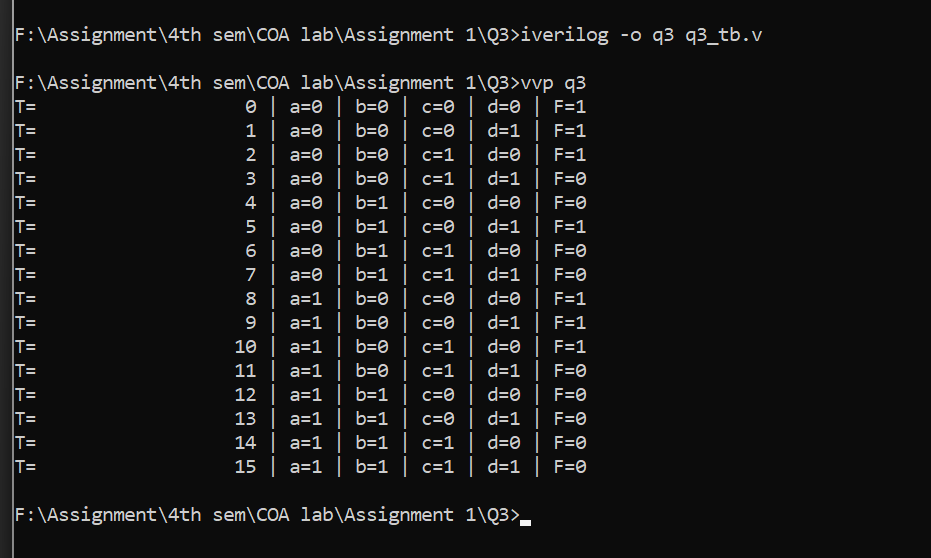 F:\Assignment\4th sem\COA lab\Assignment 1\Q3>iverilog -o q3 q3_tb.v
F:\Assignment\4th sem\COA lab\Assignment 1\Q3>vvp q3
T=                   0 | a=0 | b=0 | c=0 | d=0 | F=1
T=                   1 | a=0 | b=0 | c=0 | d=1 | F=1
T=                   2 | a=0 | b=0 | c=1 | d=0 | F=1
T=                   3 | a=0 | b=0 | c=1 | d=1 | F=0
T=                   4 | a=0 | b=1 | c=0 | d=0 | F=0
T=                   5 | a=0 | b=1 | c=0 | d=1 | F=1
T=                   6 | a=0 | b=1 | c=1 | d=0 | F=0
T=                   7 | a=0 | b=1 | c=1 | d=1 | F=0
T=                   8 | a=1 | b=0 | c=0 | d=0 | F=1
T=                   9 | a=1 | b=0 | c=0 | d=1 | F=1
T=                  10 | a=1 | b=0 | c=1 | d=0 | F=1
T=                  11 | a=1 | b=0 | c=1 | d=1 | F=0
T=                  12 | a=1 | b=1 | c=0 | d=0 | F=0
T=                  13 | a=1 | b=1 | c=0 | d=1 | F=0
T=                  14 | a=1 | b=1 | c=1 | d=0 | F=0
T=                  15 | a=1 | b=1 | c=1 | d=1 | F=0
F:\Assignment\4th sem\COA lab\Assignment 1\Q3>